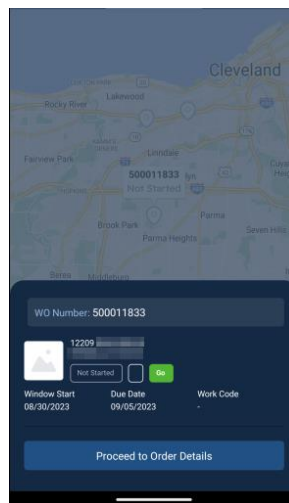 Cleveland
Lakewood
Rocky River
Fairview Park
Linndale
500011833
Not Started
Brook Park
Parma
Parma Heights
Seven Hills
Berea
Middleburg
WO Number: 500011833
12209
Not Started
Go
Window Start
Due Date
Work Code
08/30/2023
09/05/2023
-
Proceed to Order Details